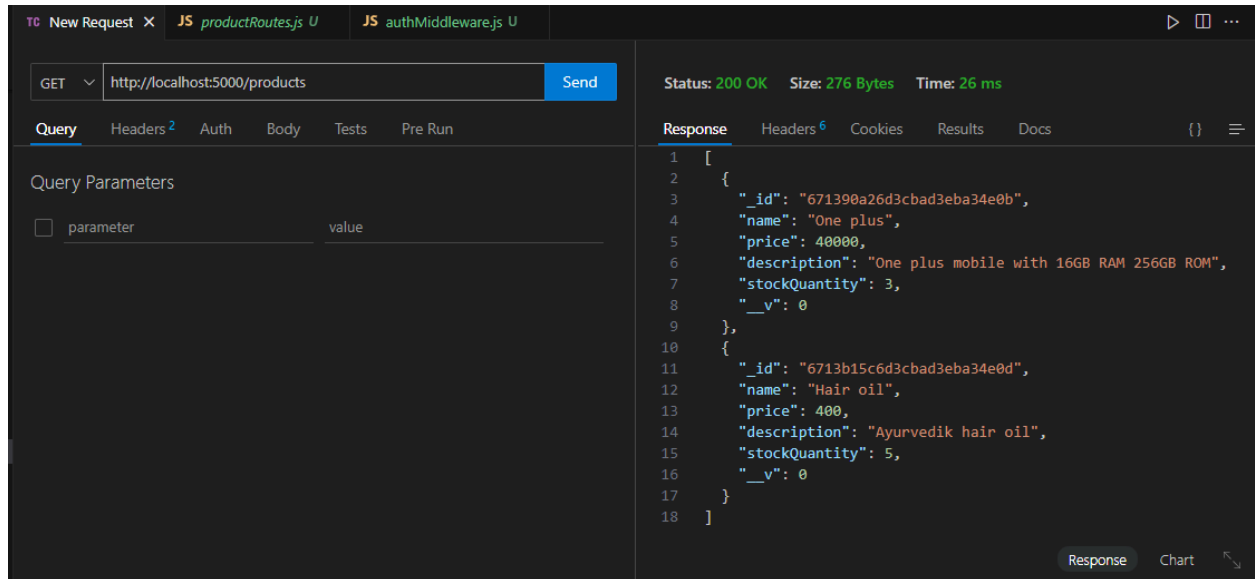 TC New Request × JS productRoutes.js U JS authMiddleware.js U ...
GET http://localhost:5000/products Send
Query Headers 2 Auth Body Tests Pre Run
Query Parameters
parameter value
Status: 200 OK Size: 276 Bytes Time: 26 ms
Response Headers 6 Cookies Results Docs {}
1 [
2 {
3 "_id": "671390a26d3cbad3eba34e0b",
4 "name": "One plus",
5 "price": 40000,
6 "description": "One plus mobile with 16GB RAM 256GB ROM",
7 "stockQuantity": 3,
8 "__v": 0
9 },
10 {
11 "_id": "6713b15c6d3cbad3eba34e0d",
12 "name": "Hair oil",
13 "price": 400,
14 "description": "Ayurvedik hair oil",
15 "stockQuantity": 5,
16 "__v": 0
17 }
18 ]
Response Chart